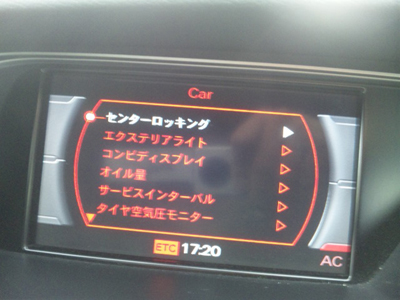 Car
センターロッキング
エクステリアライト
コンビディスプレイ
オイル量
サービスインターバル
タイヤ空気圧モニター
ETC 17:20
AC